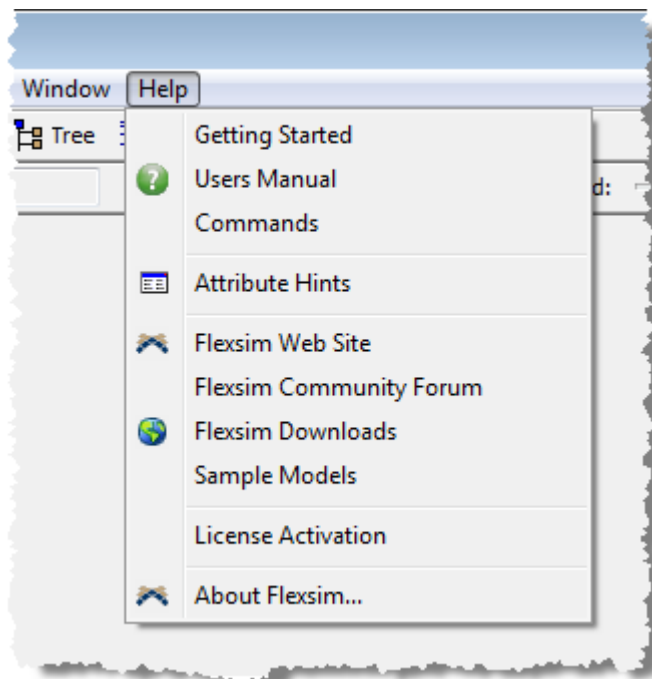 Window Help
Tree
Getting Started
Users Manual
d:
Commands
Attribute Hints
Flexsim Web Site
Flexsim Community Forum
Flexsim Downloads
Sample Models
License Activation
About Flexsim...